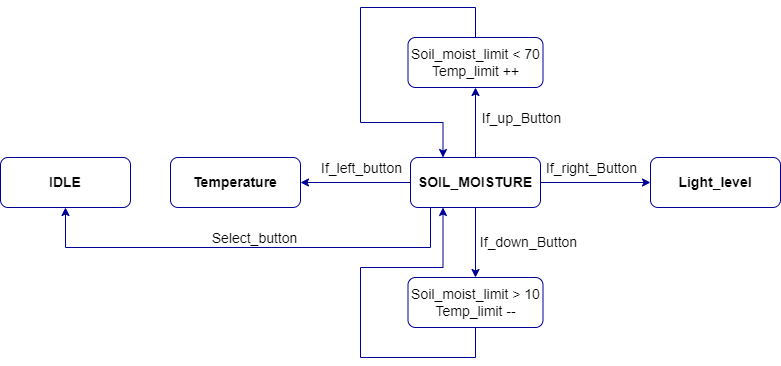 Soil_moist_limit < 70
Temp_limit ++
If_up_Button
IDLE
Temperature
If_left_button
SOIL_MOISTURE
If_right_Button
Light_level
Select_button
If_down_Button
Soil_moist_limit > 10
Temp_limit --